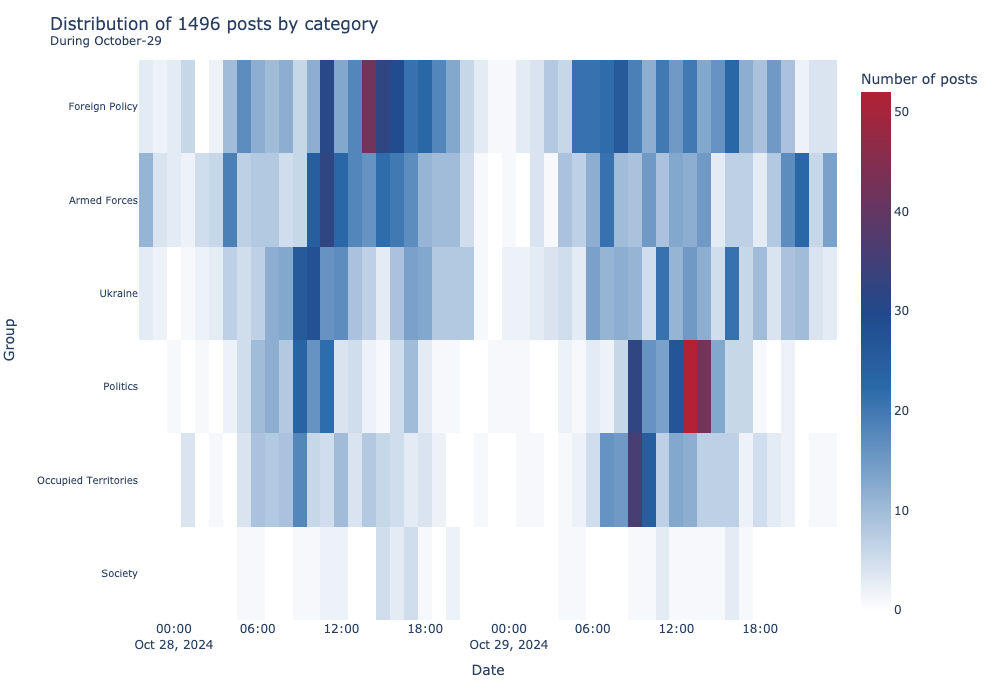 Distribution of 1496 posts by category
During October-29
Number of posts
Foreign Policy
Armed Forces
Ukraine
Politics
Occupied Territories
Society
Group
50
40
30
20
10
0
00:00
Oct 28, 2024
06:00
12:00
18:00
00:00
Oct 29, 2024
06:00
12:00
18:00
Date